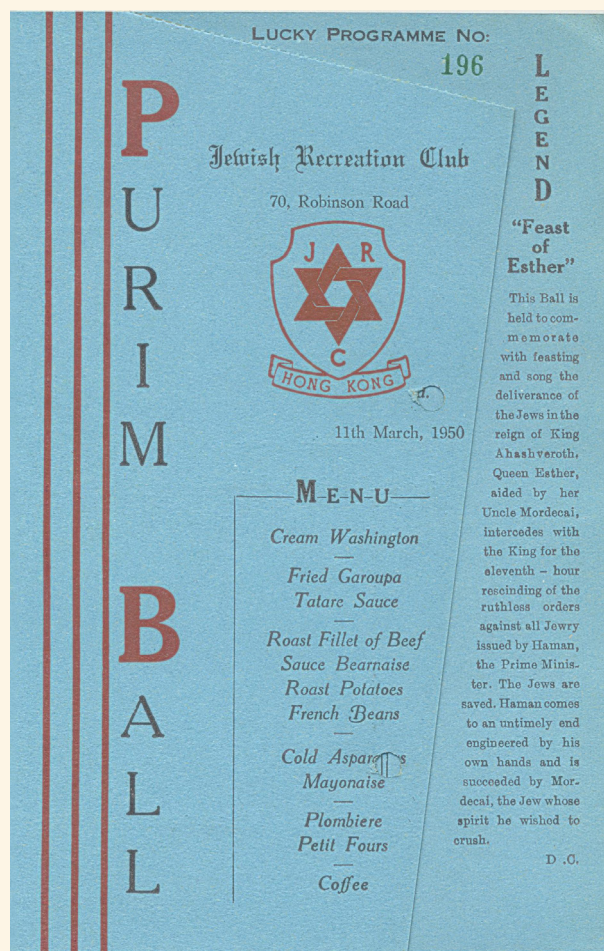 LUCKY PROGRAMME NO:
196
PURIM
BALL
Jewish Recreation Club
70, Robinson Road
J R
C
HONG KONG
d.
11th March, 1950
MENU
Cream Washington
Fried Garoupa
Tatare Sauce
Roast Fillet of Beef
Sauce Bearnaise
Roast Potatoes
French Beans
Cold Asparagus
Mayonaise
Plombiere
Petit Fours
Coffee
LEGEND
"Feast
of
Esther"
This Ball is
held to com-
memorate
with feasting
and song the
deliverance of
the Jews in the
reign of King
Ahashveroth.
Queen Esther,
aided by her
Uncle Mordecai,
intercedes with
the King for the
eleventh - hour
rescinding of the
ruthless orders
against all Jewry
issued by Haman,
the Prime Minis-
ter. The Jews are
saved. Haman comes
to an untimely end
engineered by his
own hands and is
succeeded by Mor-
decai, the Jew whose
spirit he wished to
crush.
D .C.